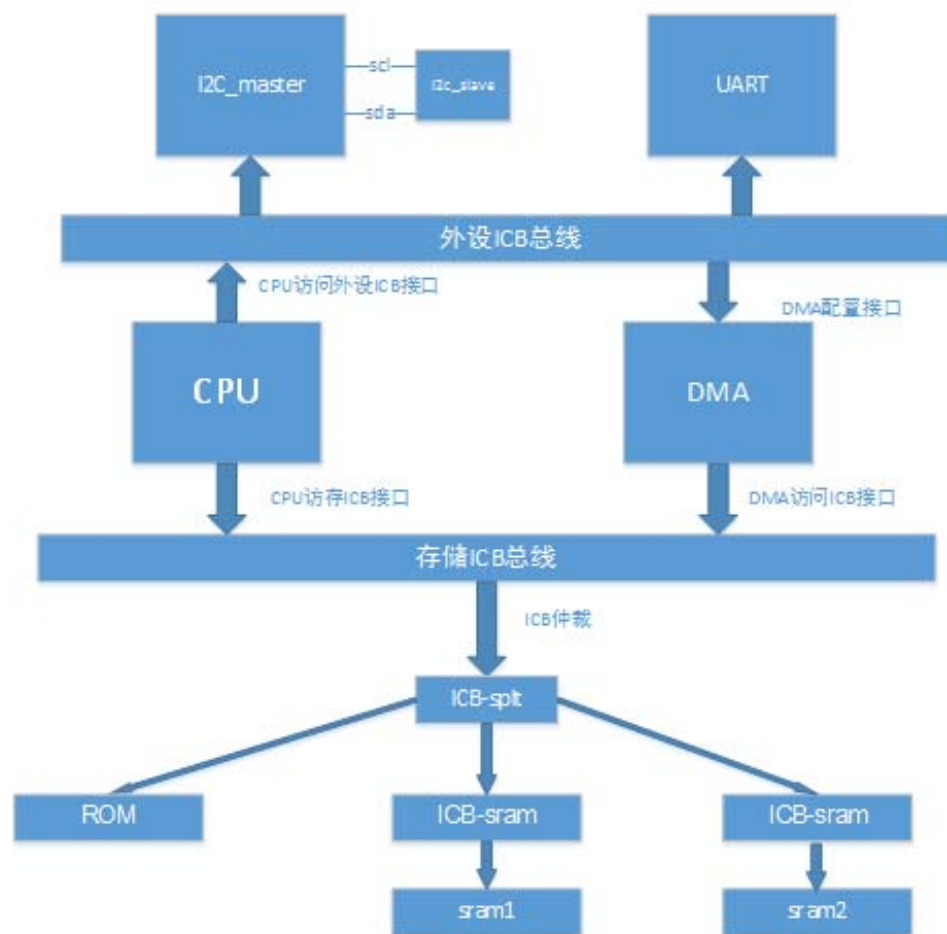 I2C_master
scl
sda
I2c_slave
UART
外设ICB总线
CPU访问外设ICB接口
DMA配置接口
CPU
DMA
CPU访存ICB接口
DMA访问ICB接口
存储ICB总线
ICB仲裁
ICB-splt
ROM
ICB-sram
ICB-sram
sram1
sram2